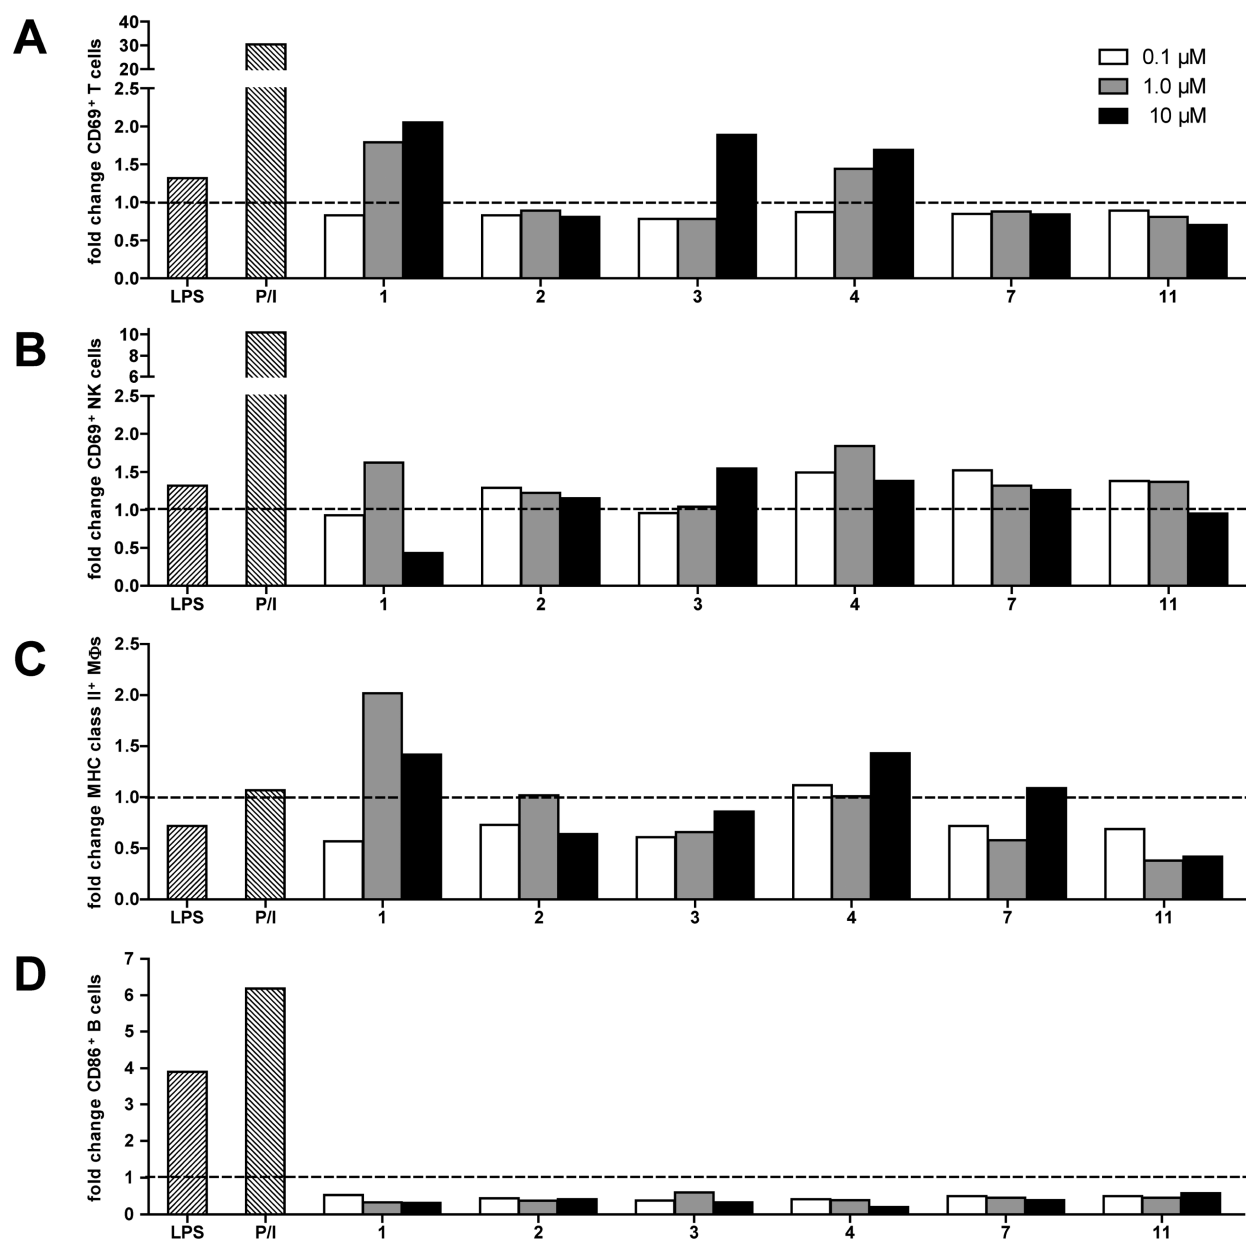 A
fold change CD69⁺ T cells
40
30
20
2.5
2.0
1.5
1.0
0.5
0.0
0.1 µM
1.0 µM
10 µM
LPS P/I 1 2 3 4 7 11
B
fold change CD69⁺ NK cells
10
8
6
2.5
2.0
1.5
1.0
0.5
0.0
LPS P/I 1 2 3 4 7 11
C
fold change MHC class II⁺ MΦs
2.5
2.0
1.5
1.0
0.5
0.0
LPS P/I 1 2 3 4 7 11
D
fold change CD86⁺ B cells
7
6
5
4
3
2
1
0
LPS P/I 1 2 3 4 7 11